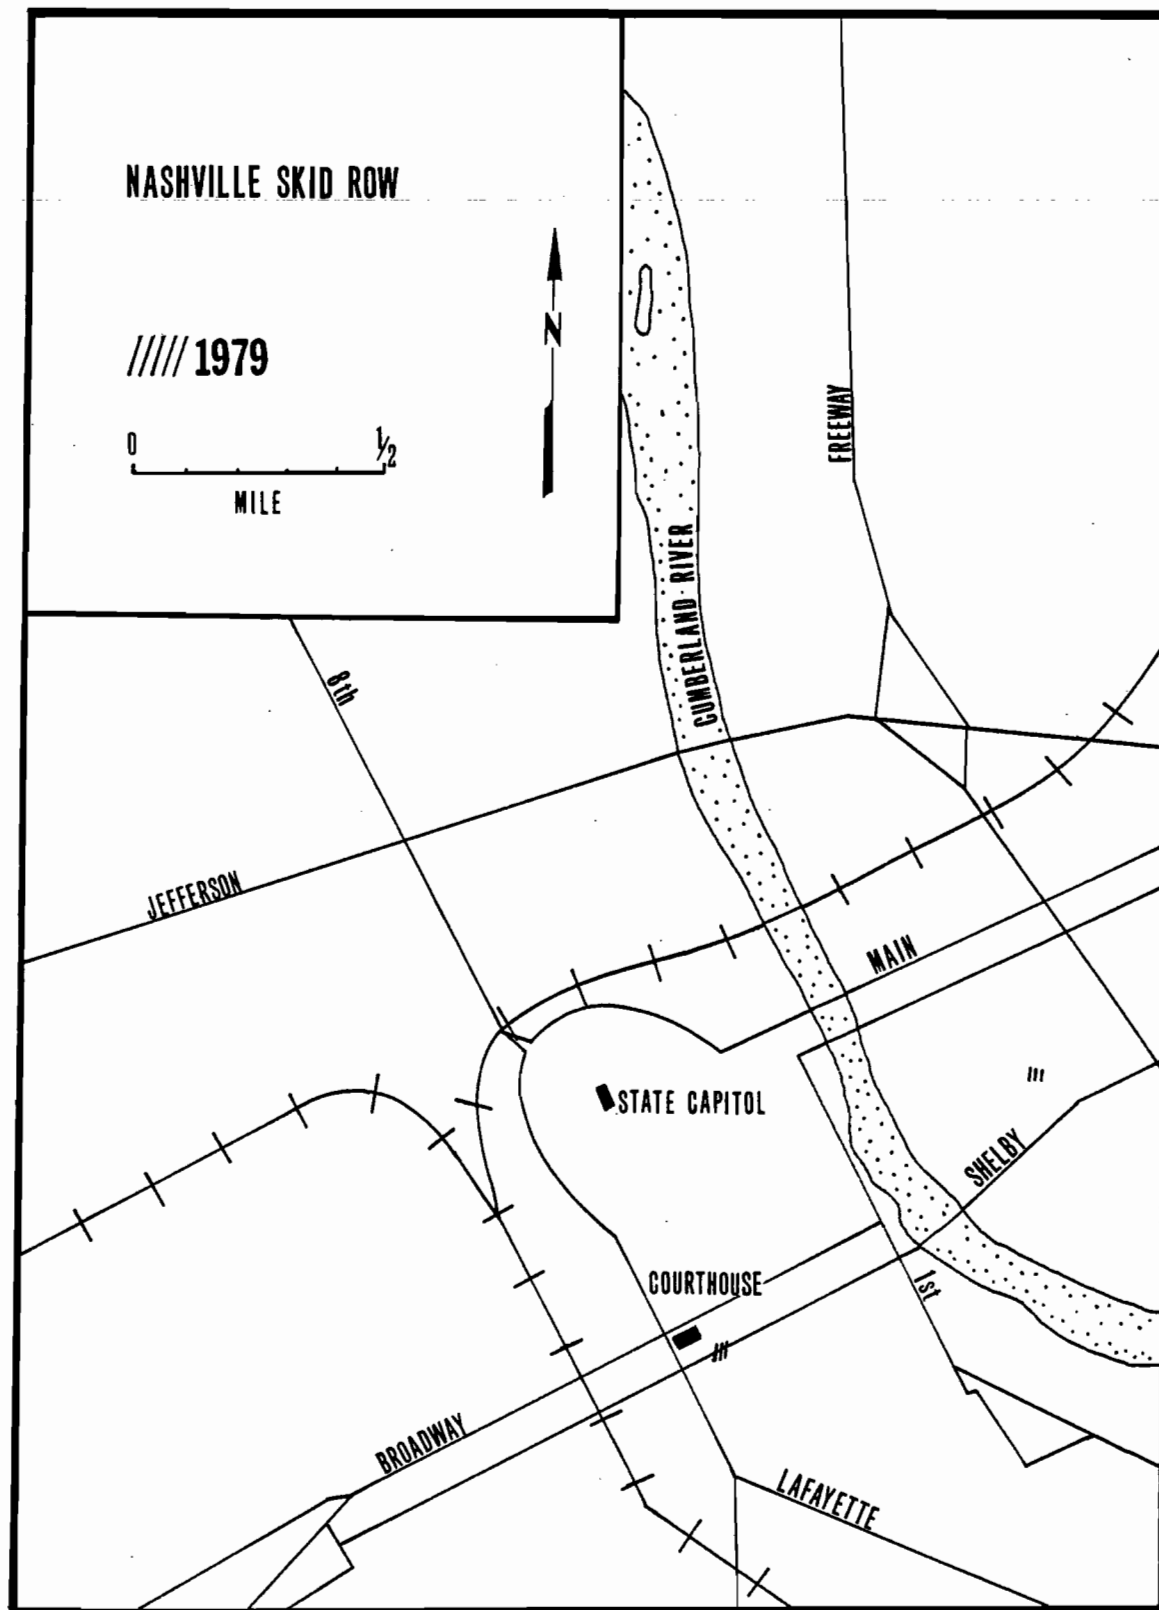 NASHVILLE SKID ROW
1979
N
0 1/2
MILE
FREEWAY
CUMBERLAND RIVER
8th
JEFFERSON
MAIN
STATE CAPITOL
SHELBY
COURTHOUSE
1st
BROADWAY
LAFAYETTE